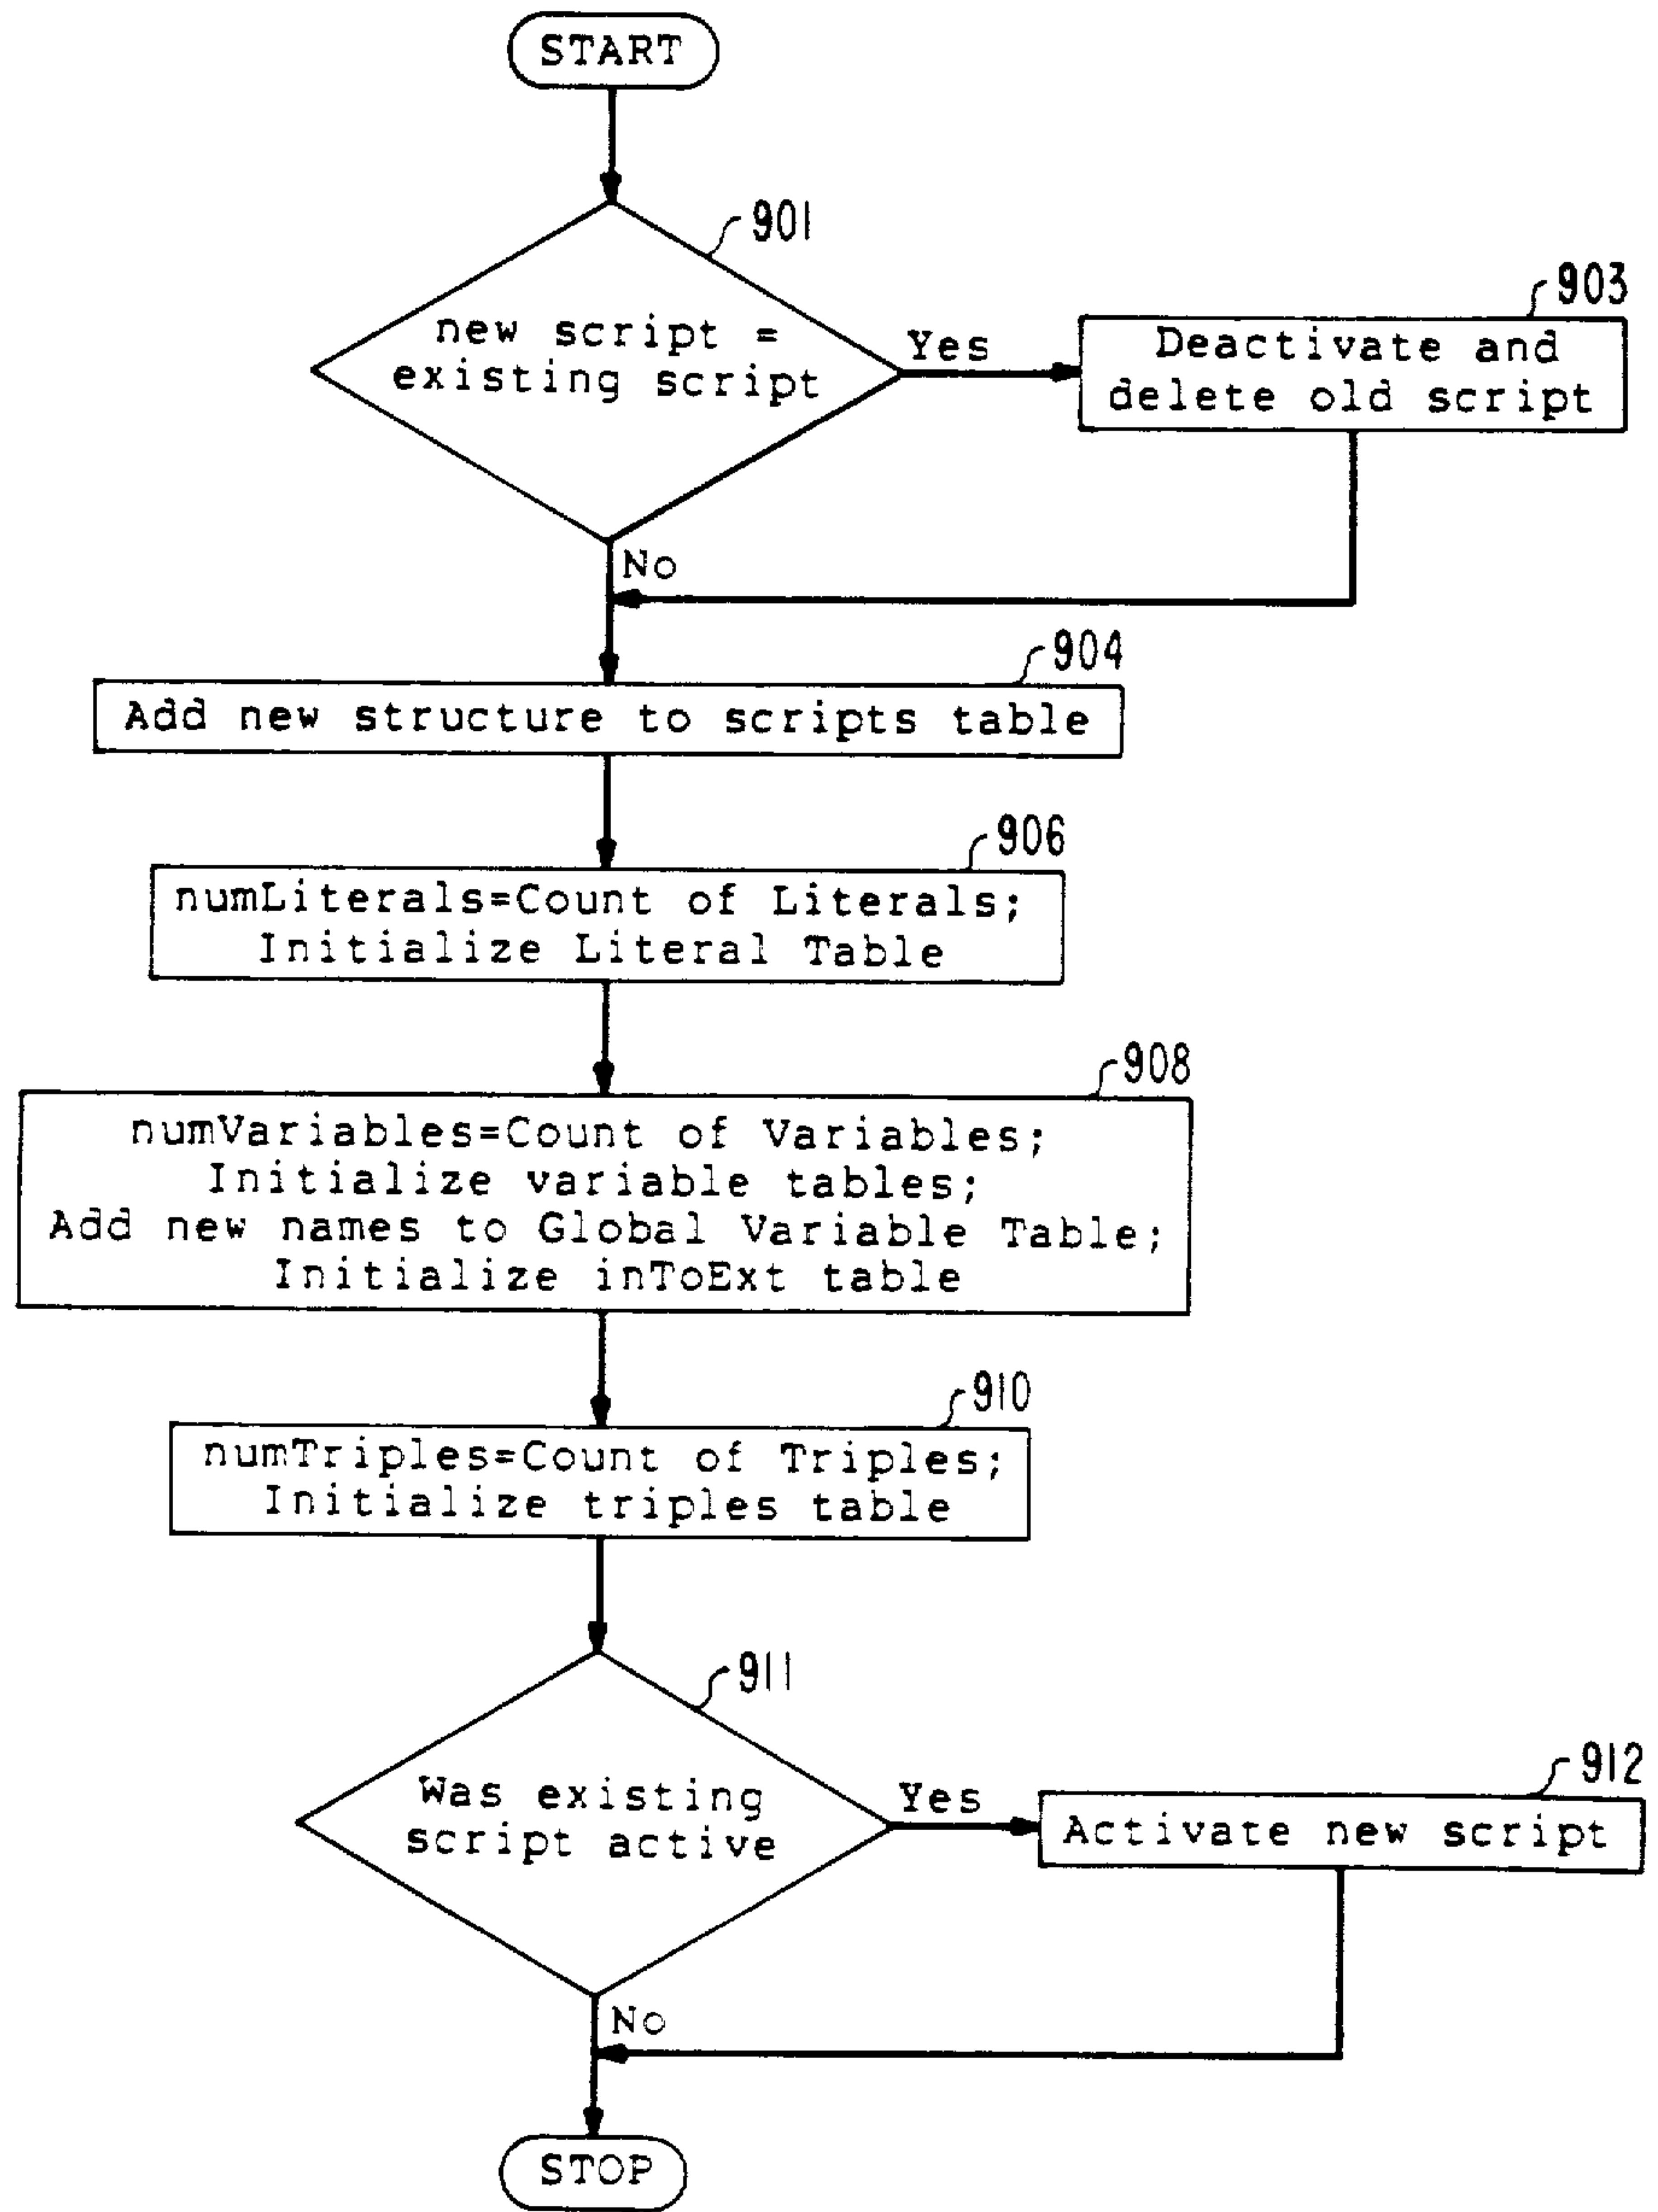 START
901
new script =
existing script
Yes
903
Deactivate and
delete old script
No
904
Add new structure to scripts table
906
numLiterals=Count of Literals;
Initialize Literal Table
908
numVariables=Count of Variables;
Initialize variable tables;
Add new names to Global Variable Table;
Initialize inToExt table
910
numTriples=Count of Triples;
Initialize triples table
911
Was existing
script active
Yes
912
Activate new script
No
STOP